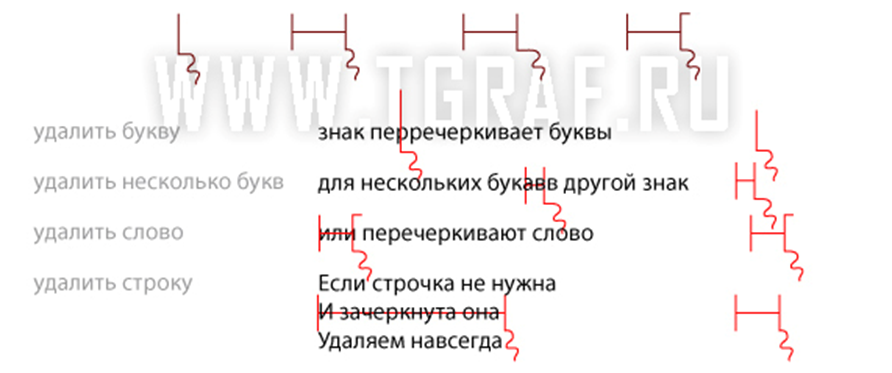 WWW.TGRAF.RU
удалить букву знак перречеркивает буквы
удалить несколько букв для нескольких букавв другой знак
удалить слово или перечеркивают слово
удалить строку Если строчка не нужна
И зачеркнута она
Удаляем навсегда